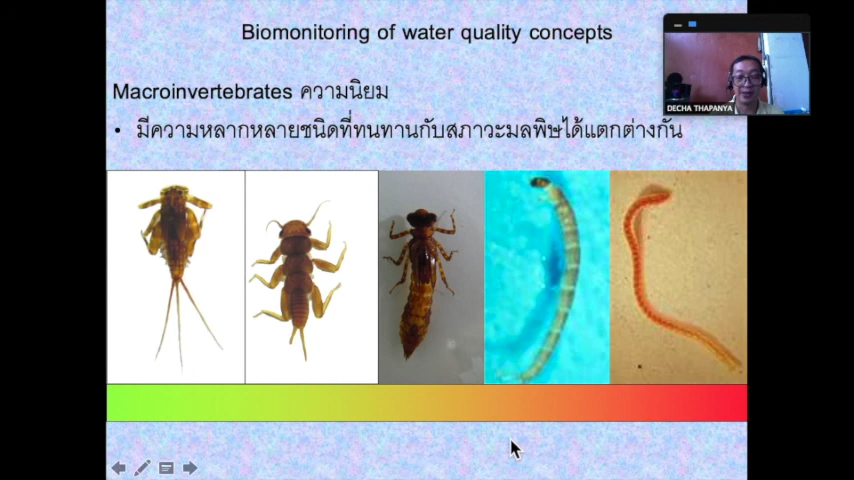 Biomonitoring of water quality concepts
DECHA THAPANYA
Macroinvertebrates ความนิยม
• มีความหลากหลายชนิดที่ทนทานกับสภาวะมลพิษได้แตกต่างกัน